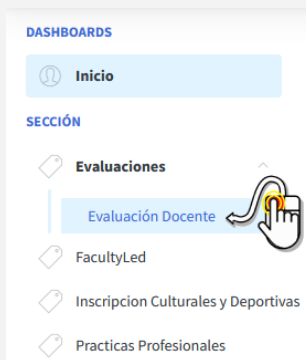 DASHBOARDS
Inicio
SECCIÓN
Evaluaciones
Evaluación Docente
FacultyLed
Inscripcion Culturales y Deportivas
Practicas Profesionales